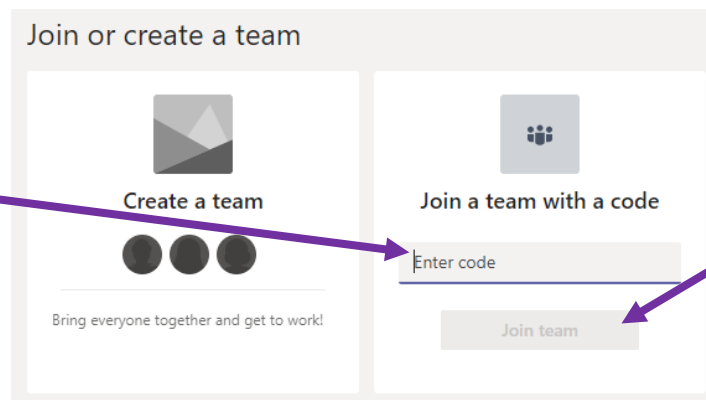 Join or create a team
Create a team
Bring everyone together and get to work!
Join a team with a code
Enter code
Join team